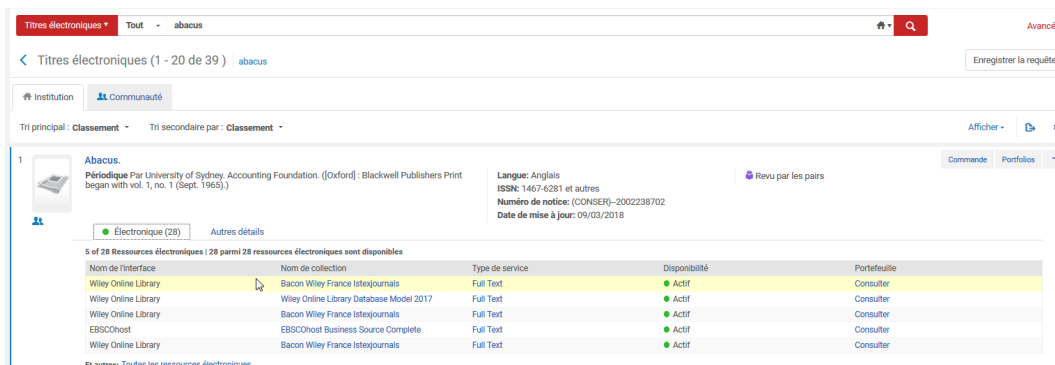 Titres électroniques Tout abacus
Avancé
Titres électroniques (1 - 20 de 39 ) abacus
Enregistrer la requête
Institution Communauté
Tri principal : Classement Tri secondaire par : Classement
Afficher
1 Abacus. Commande Portfolios
Périodique Par University of Sydney. Accounting Foundation. ([Oxford] : Blackwell Publishers Print
began with vol. 1, no. 1 (Sept. 1965).)
Langue: Anglais
ISSN: 1467-6281 et autres
Numéro de notice: (CONSER)--2002238702
Date de mise à jour: 09/03/2018
Revu par les pairs
Électronique (28) Autres détails
5 of 28 Ressources électroniques | 28 parmi 28 ressources électroniques sont disponibles
Nom de l'interface Nom de collection Type de service Disponibilité Portefeuille
Wiley Online Library Bacon Wiley France Istexjournals Full Text Actif Consulter
Wiley Online Library Wiley Online Library Database Model 2017 Full Text Actif Consulter
Wiley Online Library Bacon Wiley France Istexjournals Full Text Actif Consulter
EBSCOhost EBSCOhost Business Source Complete Full Text Actif Consulter
Wiley Online Library Bacon Wiley France Istexjournals Full Text Actif Consulter
Et autres: Toutes les ressources électroniques